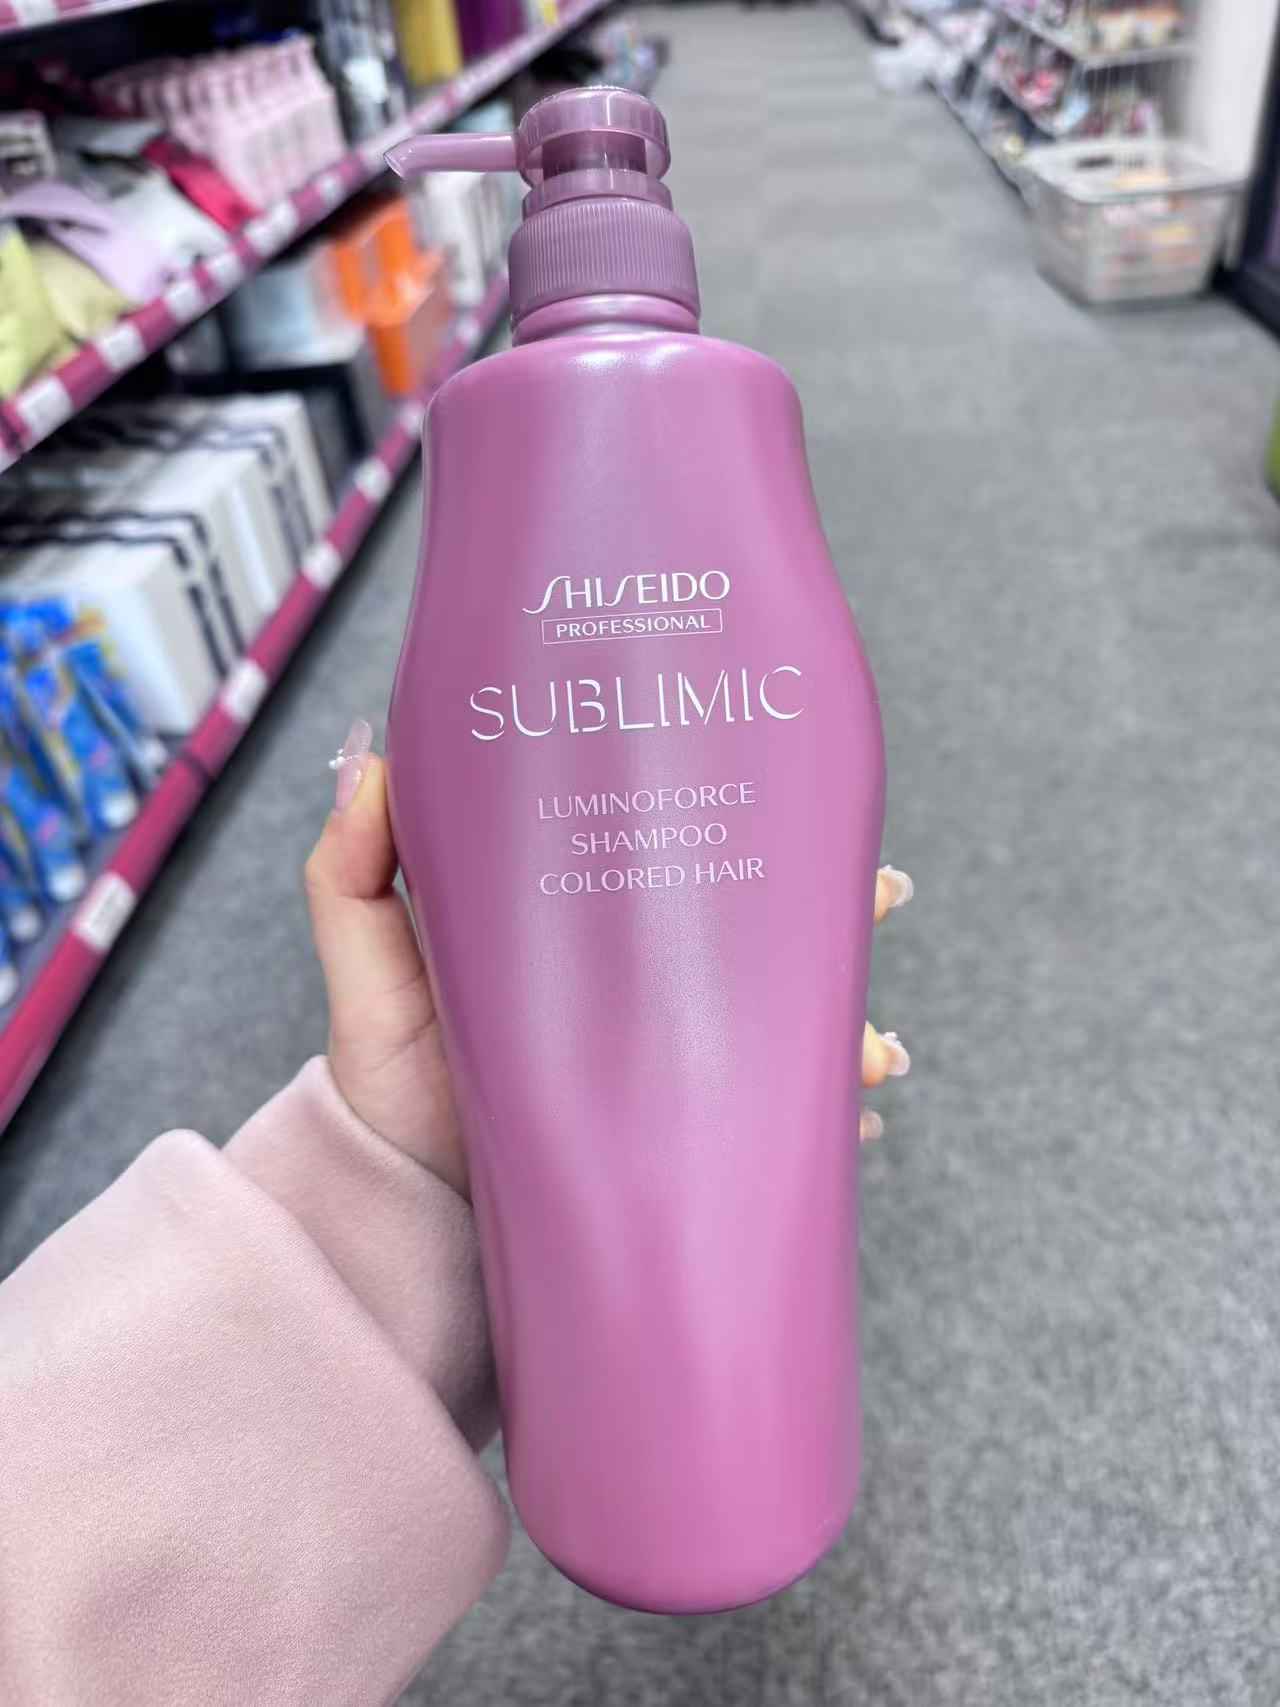 SHISEIDO
PROFESSIONAL
SUBLIMIC
LUMINOFORCE
SHAMPOO
COLORED HAIR